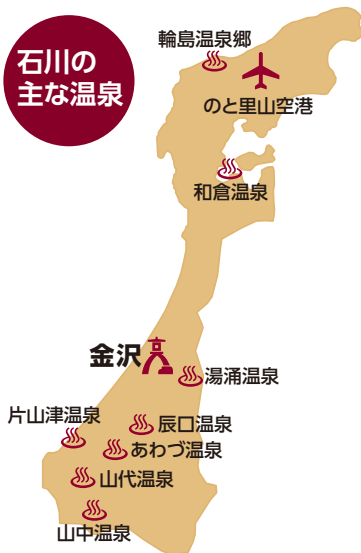 石川の
主な温泉
輪島温泉郷
のと里山空港
和倉温泉
金沢
湯涌温泉
片山津温泉
辰口温泉
あわづ温泉
山代温泉
山中温泉